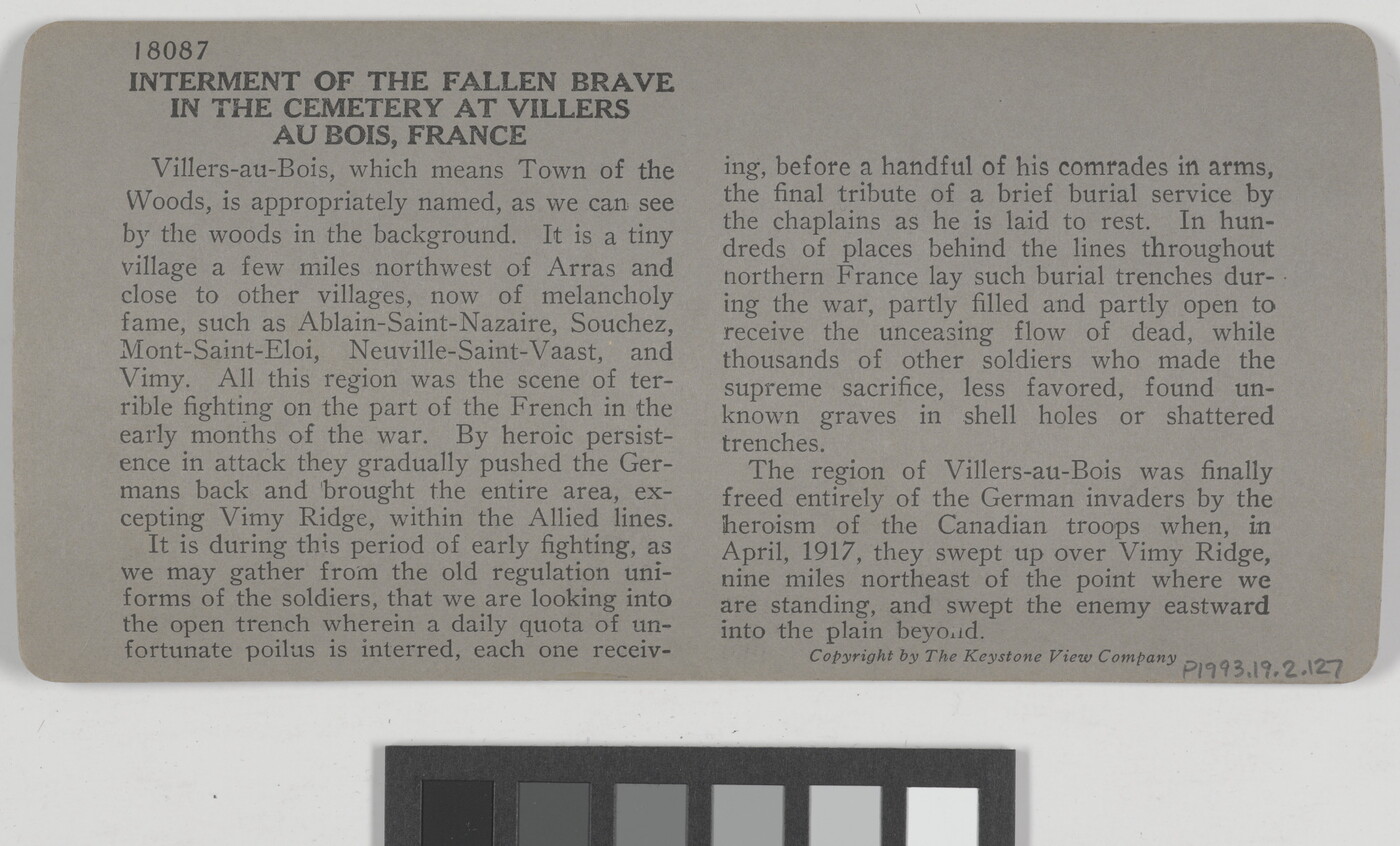 18087
INTERMENT OF THE FALLEN BRAVE
IN THE CEMETERY AT VILLERS
AU BOIS, FRANCE
Villers-au-Bois, which means Town of the
Woods, is appropriately named, as we can see
by the woods in the background. It is a tiny
village a few miles northwest of Arras and
close to other villages, now of melancholy
fame, such as Ablain-Saint-Nazaire, Souchez,
Mont-Saint-Eloi, Neuville-Saint-Vaast, and
Vimy. All this region was the scene of ter-
rible fighting on the part of the French in the
early months of the war. By heroic persist-
ence in attack they gradually pushed the Ger-
mans back and brought the entire area, ex-
cepting Vimy Ridge, within the Allied lines.
It is during this period of early fighting, as
we may gather from the old regulation uni-
forms of the soldiers, that we are looking into
the open trench wherein a daily quota of un-
fortunate poilus is interred, each one receiv-
ing, before a handful of his comrades in arms,
the final tribute of a brief burial service by
the chaplains as he is laid to rest. In hun-
dreds of places behind the lines throughout
northern France lay such burial trenches dur-
ing the war, partly filled and partly open to
receive the unceasing flow of dead, while
thousands of other soldiers who made the
supreme sacrifice, less favored, found un-
known graves in shell holes or shattered
trenches.
The region of Villers-au-Bois was finally
freed entirely of the German invaders by the
heroism of the Canadian troops when, in
April, 1917, they swept up over Vimy Ridge,
nine miles northeast of the point where we
are standing, and swept the enemy eastward
into the plain beyond.
Copyright by The Keystone View Company
P1993.19.2.127